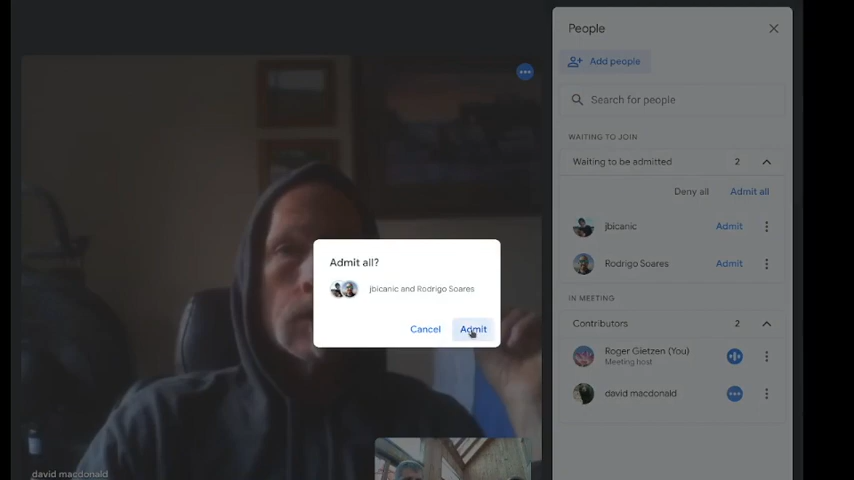 People
Add people
Search for people
WAITING TO JOIN
Waiting to be admitted 2
Deny all Admit all
jbicanic Admit
Rodrigo Soares Admit
IN MEETING
Contributors 2
Roger Gietzen (You)
Meeting host
david macdonald
Admit all?
jbicanic and Rodrigo Soares
Cancel Admit
david macdonald